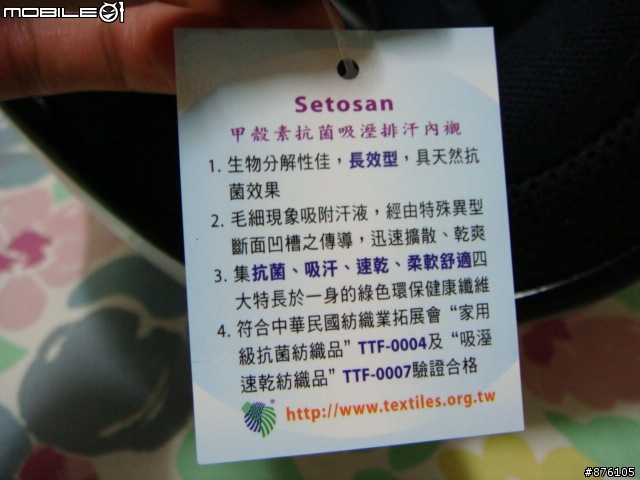 MOBILE01
Setosan
甲殼素抗菌吸溼排汗內襯
1. 生物分解性佳，長效型，具天然抗
菌效果
2. 毛細現象吸附汗液，經由特殊異型
斷面凹槽之傳導，迅速擴散、乾爽
3. 集抗菌、吸汗、速乾、柔軟舒適四
大特長於一身的綠色環保健康纖維
4. 符合中華民國紡織業拓展會“家用
級抗菌紡織品”TTF-0004及“吸溼
速乾紡織品”TTF-0007驗證合格
http://www.textiles.org.tw
#876105